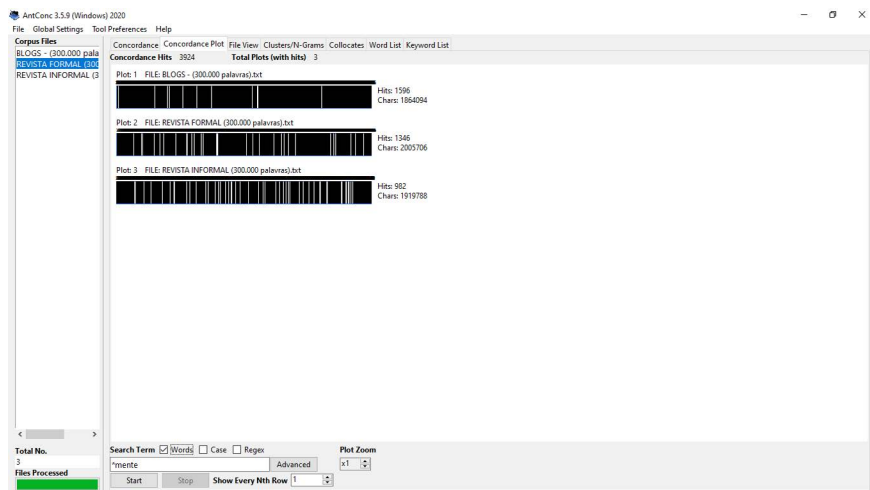 AntConc 3.5.9 (Windows) 2020
File Global Settings Tool Preferences Help
Corpus Files
BLOGS - (300.000 pala
REVISTA FORMAL (300
REVISTA INFORMAL (3
Concordance Concordance Plot File View Clusters/N-Grams Collocates Word List Keyword List
Concordance Hits 3924 Total Plots (with hits) 3
Plot: 1 FILE: BLOGS - (300.000 palavras).txt
Hits: 1596
Chars: 1864094
Plot: 2 FILE: REVISTA FORMAL (300.000 palavras).txt
Hits: 1346
Chars: 2005706
Plot: 3 FILE: REVISTA INFORMAL (300.000 palavras).txt
Hits: 982
Chars: 1919788
Total No.
3
Files Processed
Search Term Words Case Regex Plot Zoom
*mente Advanced x1
Start Stop Show Every Nth Row 1